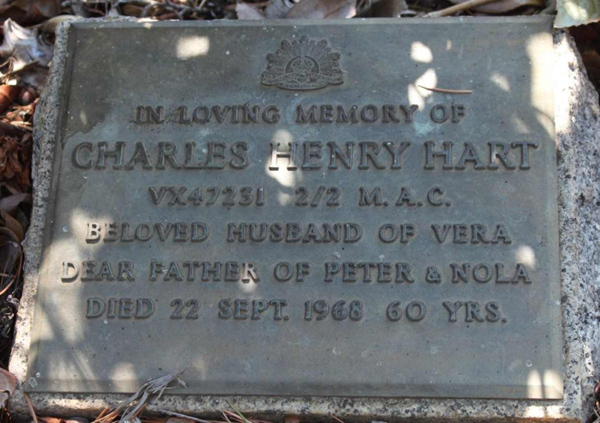 IN LOVING MEMORY OF
CHARLES HENRY HART
VX47231 2/2 M.A.C.
BELOVED HUSBAND OF VERA
DEAR FATHER OF PETER & NOLA
DIED 22 SEPT. 1968 60 YRS.